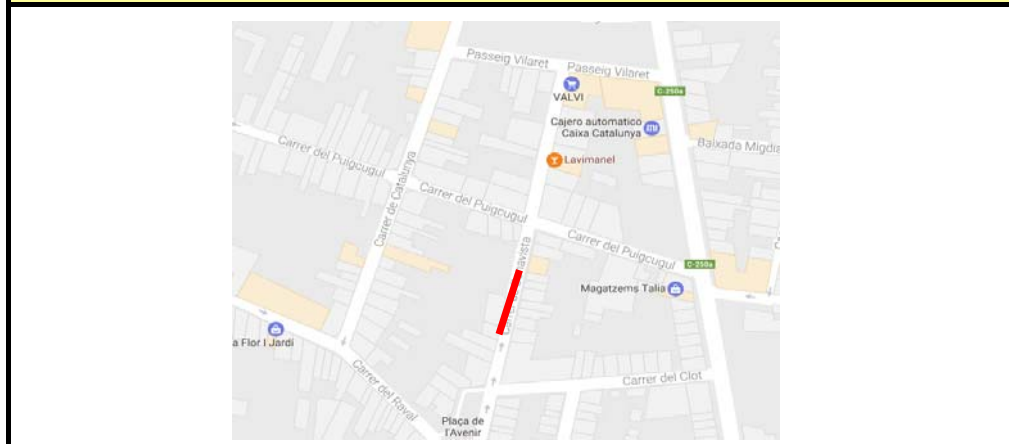 Passeig Vilaret
Passeig Vilaret
VALVI
C-250a
Cajero automatico
Caixa Catalunya
ATM
Baixada Migdia
Lavimanel
Carrer del Puigcugul
Carrer de Catalunya
Carrer del Puigcugul
Carrer del Puigcugul
C-250a
Magatzems Talia
a Flor I Jardí
Carrer del Raval
Carrer del Clot
Plaça de
l'Avenir